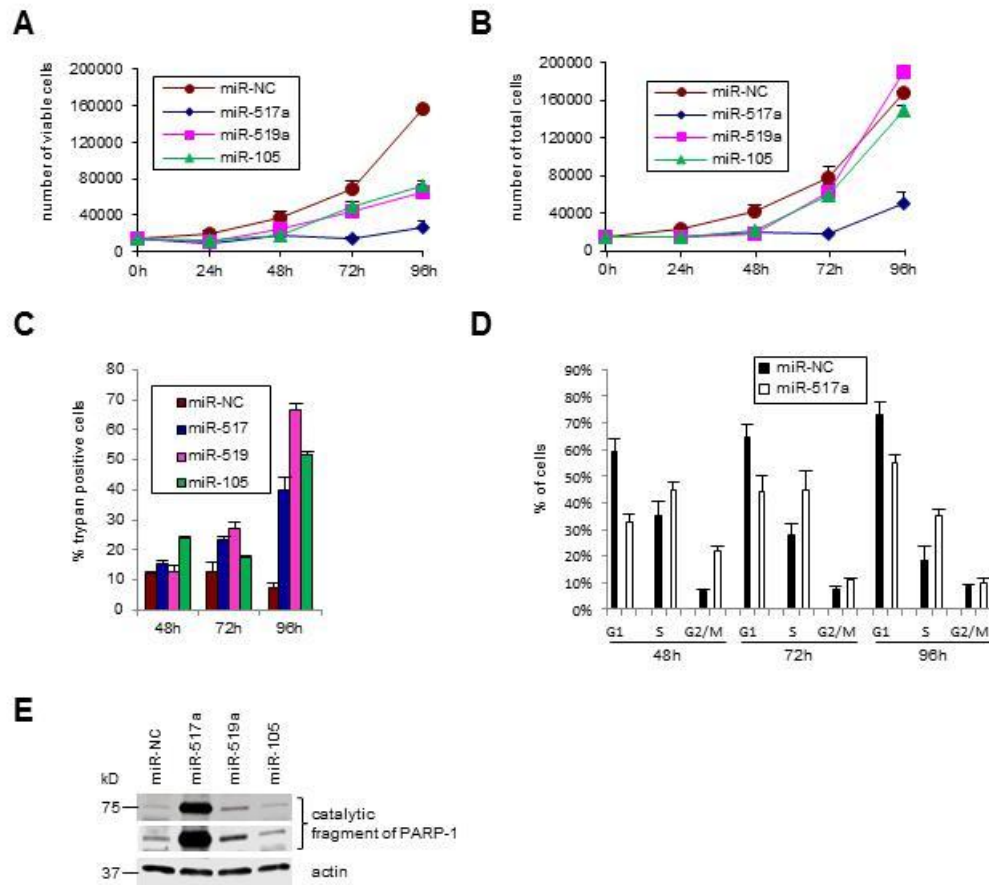 A
number of viable cells
200000
160000
120000
80000
40000
0
0h 24h 48h 72h 96h
miR-NC
miR-517a
miR-519a
miR-105
B
number of total cells
200000
160000
120000
80000
40000
0
0h 24h 48h 72h 96h
miR-NC
miR-517a
miR-519a
miR-105
C
% trypan positive cells
80
70
60
50
40
30
20
10
0
48h 72h 96h
miR-NC
miR-517
miR-519
miR-105
D
% of cells
90%
80%
70%
60%
50%
40%
30%
20%
10%
0%
miR-NC
miR-517a
G1 S G2/M G1 S G2/M G1 S G2/M
48h 72h 96h
E
kD
miR-NC
miR-517a
miR-519a
miR-105
75
catalytic
fragment of PARP-1
37
actin